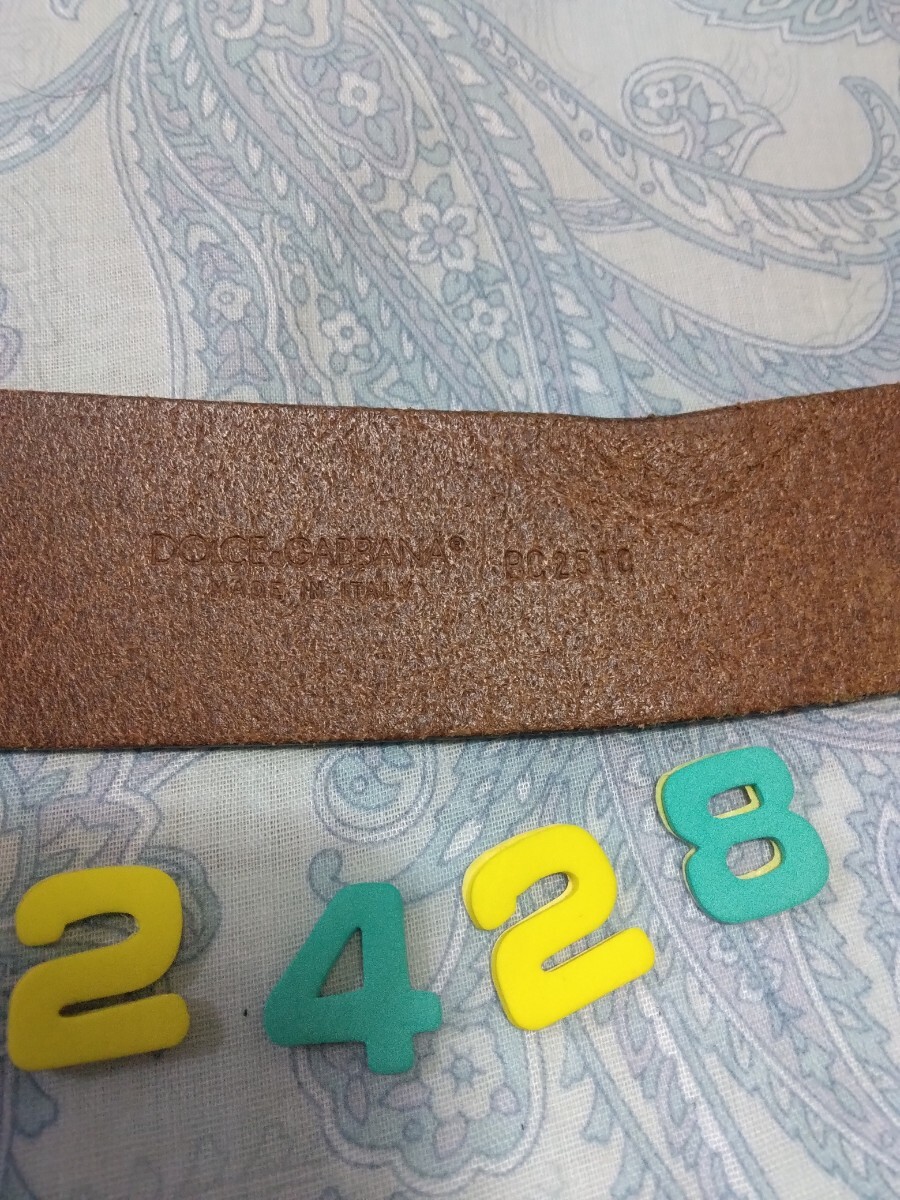 DOLCE & GABBANA® BC2510
MADE IN ITALY
2428